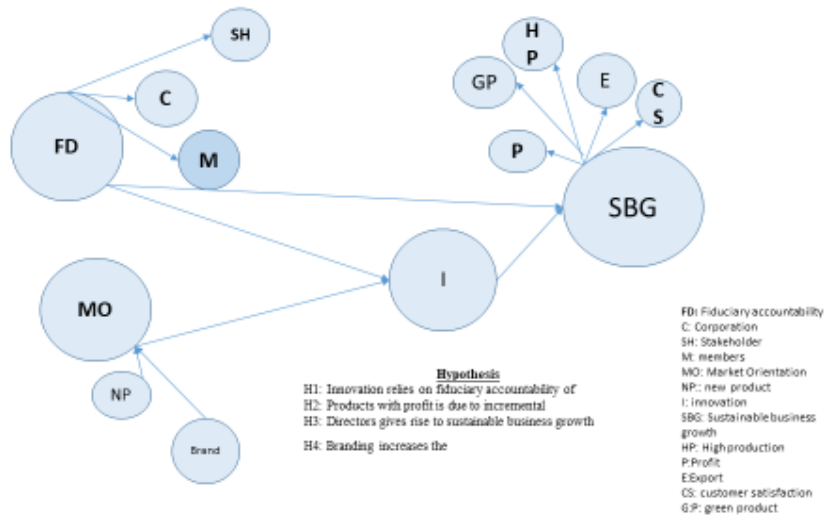 SH
H
P
GP
E
C
S
C
FD
M
P
SBG
I
MO
NP
Brand
Hypothesis
H1: Innovation relies on fiduciary accountability of
H2: Products with profit is due to incremental
H3: Directors gives rise to sustainable business growth
H4: Branding increases the
FD: Fiduciary accountability
C: Corporation
SH: Stakeholder
M: members
MO: Market Orientation
NP:: new product
I: innovation
SBG: Sustainable business
growth
HP: High production
P:Profit
E:Export
CS: customer satisfaction
G:P: green product